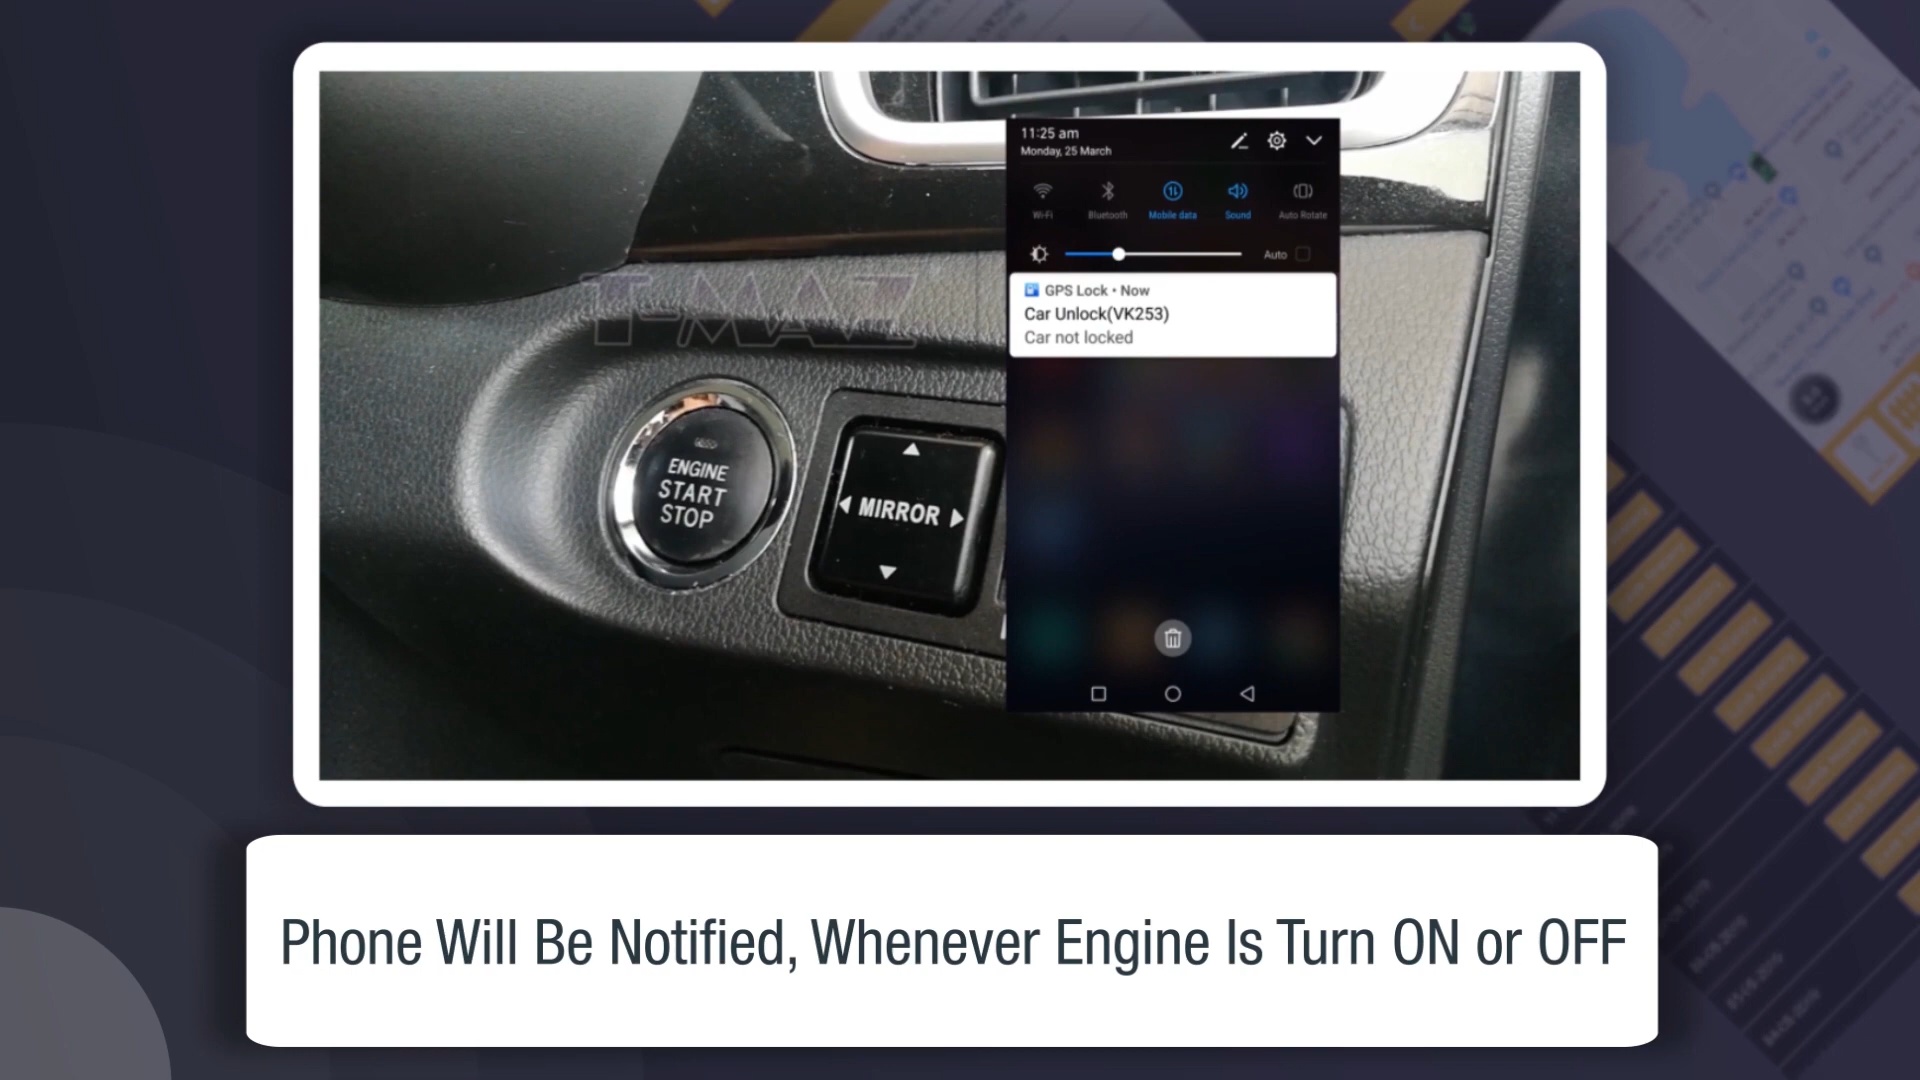 11:25 am
Monday, 25 March
Wi-Fi
Bluetooth
Mobile data
Sound
Auto Rotate
Auto
GPS Lock • Now
Car Unlock(VK253)
Car not locked
T-MAZ
ENGINE
START
STOP
MIRROR
Phone Will Be Notified, Whenever Engine Is Turn ON or OFF